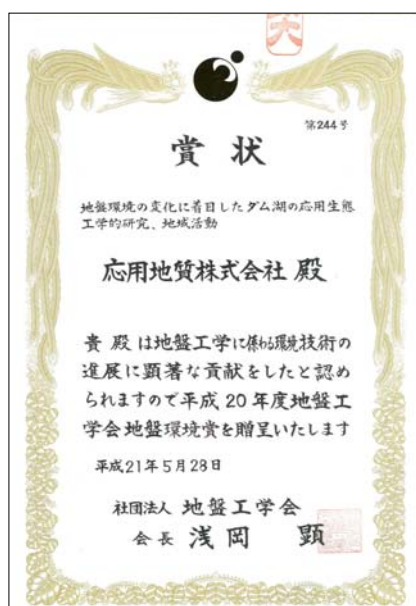 第244号
賞状
地盤環境の変化に着目したダム湖の応用生態
工学的研究、地域活動
応用地質株式会社 殿
貴殿は地盤工学に係わる環境技術の
進展に顕著な貢献をしたと認め
られますので平成20年度地盤工
学会地盤環境賞を贈呈いたします
平成21年5月28日
社団法人 地盤工学会
会長 浅岡 顕